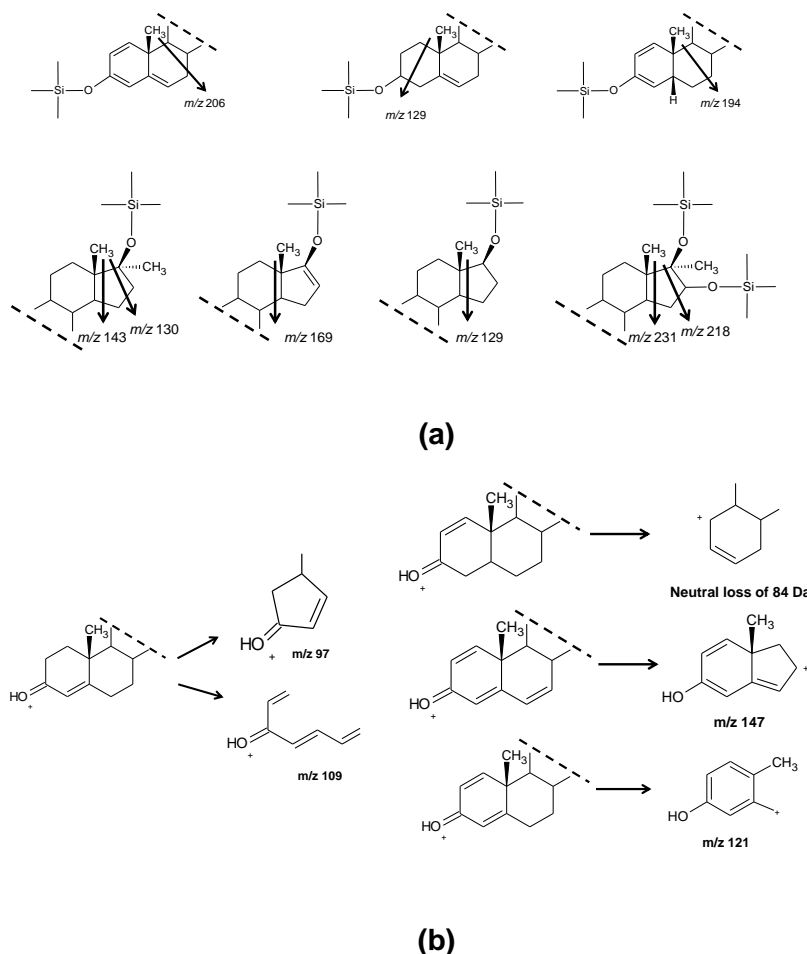 CH3
Si
O
m/z 206
CH3
Si
O
m/z 129
CH3
Si
O
H
m/z 194
Si
O
CH3
CH3
m/z 143
m/z 130
Si
O
CH3
m/z 169
Si
O
CH3
m/z 129
Si
O
CH3
CH3
O
Si
m/z 231
m/z 218
(a)
CH3
HO
+
HO
+
m/z 97
HO
+
m/z 109
CH3
HO
+
+
Neutral loss of 84 Da
CH3
HO
+
CH3
HO
+
m/z 147
CH3
HO
+
CH3
HO
+
m/z 121
(b)